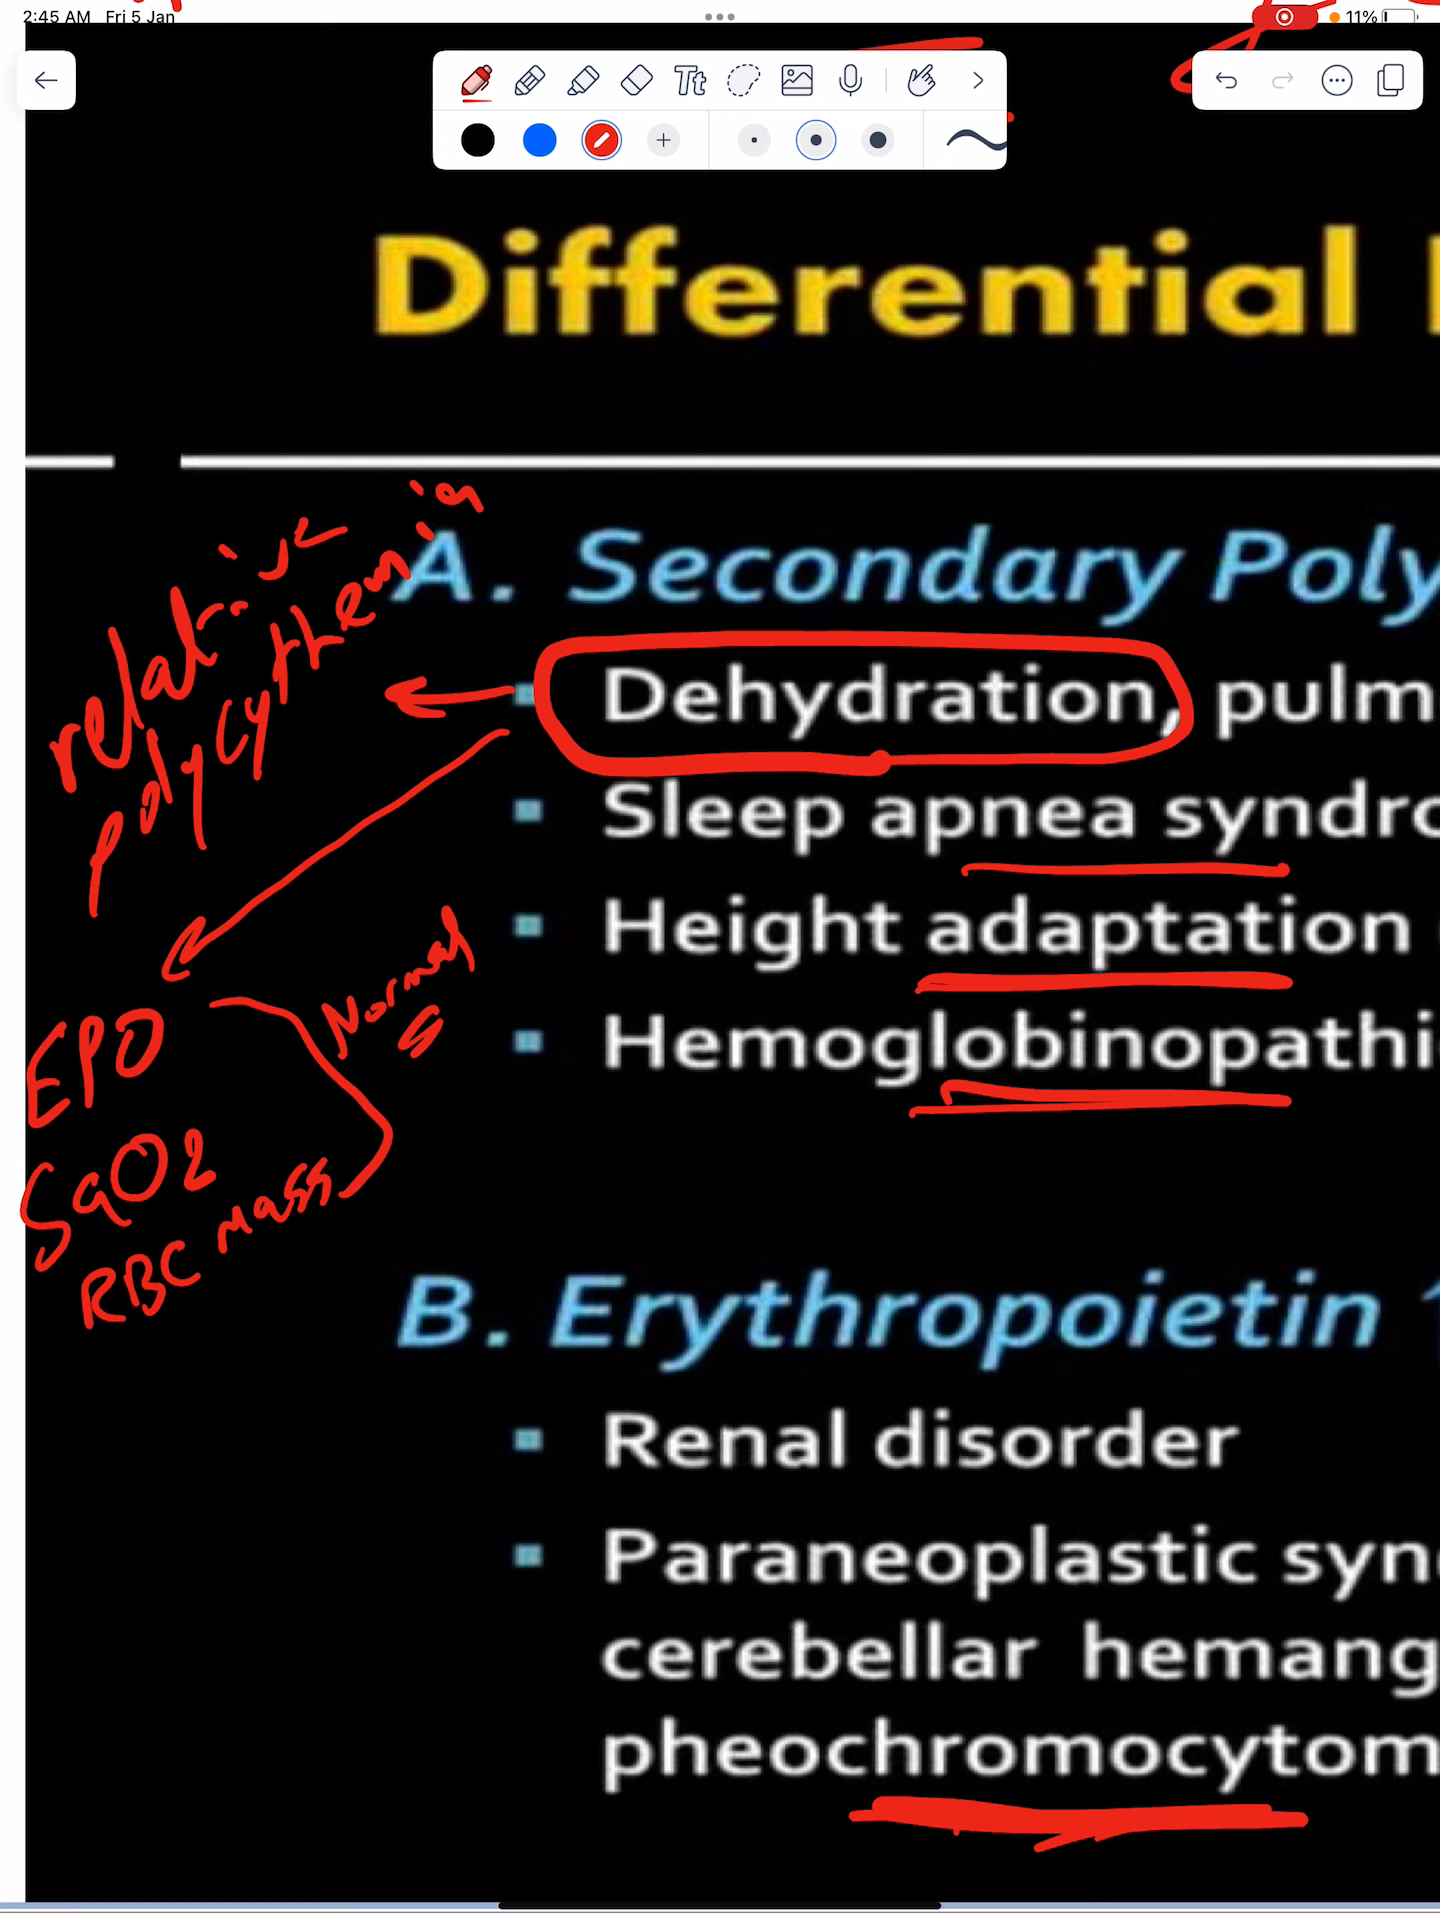 2:45 AM Fri 5 Jan
11%
Tt
Differential
relative
polycythemia
A. Secondary Poly
Dehydration, pulm
Sleep apnea syndro
Height adaptation
Hemoglobinopathi
Normal
EPO
SaO2
RBC mass
B. Erythropoietin
Renal disorder
Paraneoplastic syn
cerebellar hemang
pheochromocytom